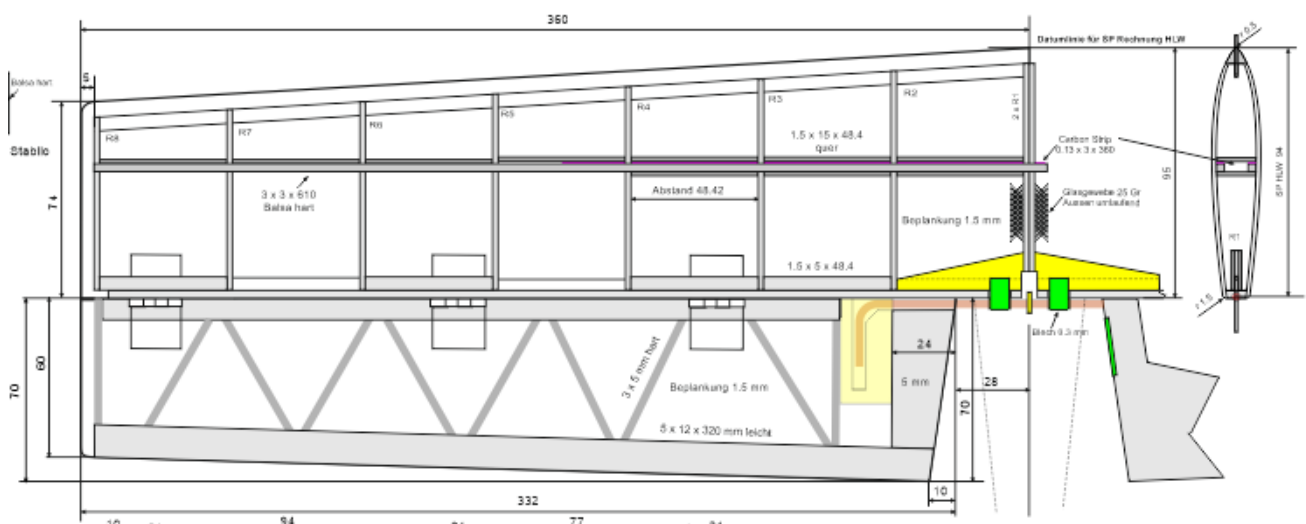 360
Datumlinie für SP Rechnung HLW
r 0.5
5
Balsa hart
R2
R3
R4
R5
R6
R7
R8
2 x R1
1.5 x 15 x 48.4
quer
Carbon Strip
0.13 x 3 x 360
Stabilo
95
SP HLW 94
74
3 x 3 x 610
Balsa hart
Abstand 48.42
Glasgewebe 25 Gr
Aussen umlaufend
Beplankung 1.5 mm
R1
1.5 x 5 x 48.4
r 1.5
Blech 0.3 mm
24
60
70
3 x 5 mm hart
Beplankung 1.5 mm
5 mm
28
70
5 x 12 x 320 mm leicht
10
332
94
77